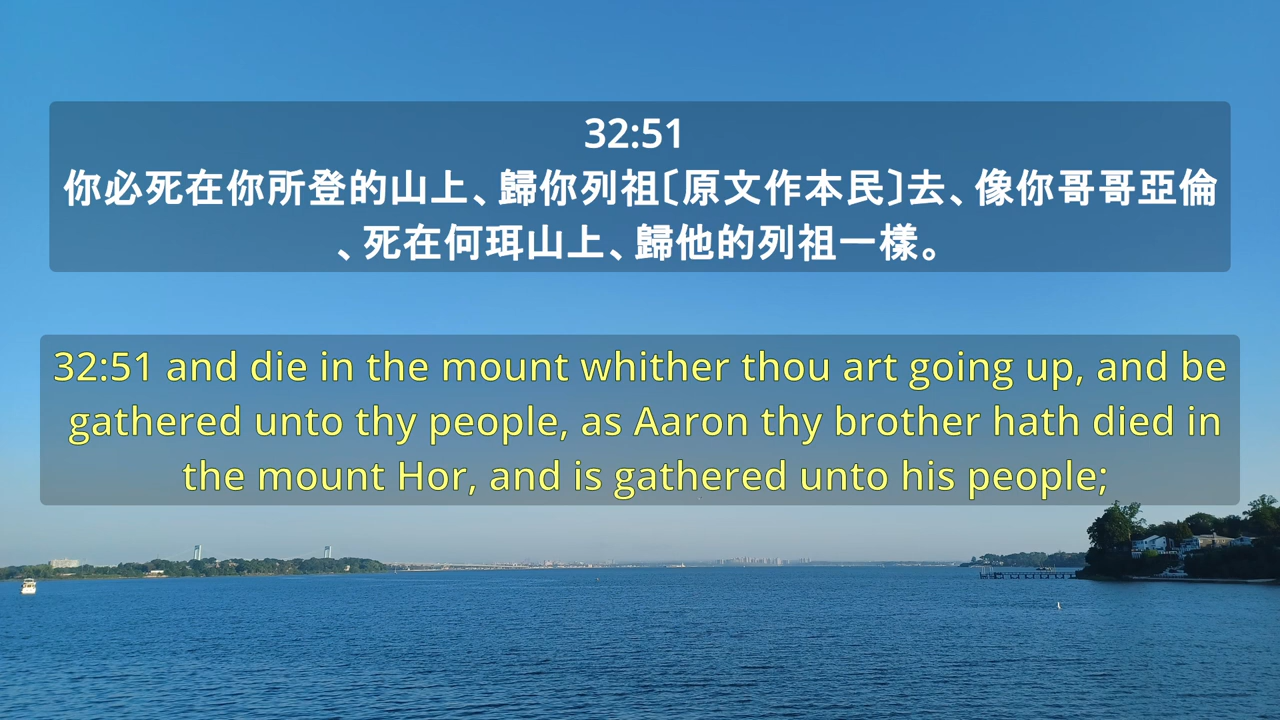 32:51
你必死在你所登的山上、歸你列祖〔原文作本民〕去、像你哥哥亞倫
、死在何珥山上、歸他的列祖一樣。
32:51 and die in the mount whither thou art going up, and be
gathered unto thy people, as Aaron thy brother hath died in
the mount Hor, and is gathered unto his people;